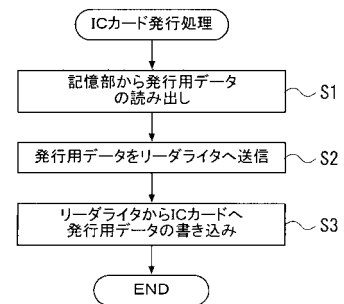 ICカード発行処理
記憶部から発行用データ
の読み出し
S1
発行用データをリーダライタへ送信
S2
リーダライタからICカードへ
発行用データの書き込み
S3
END